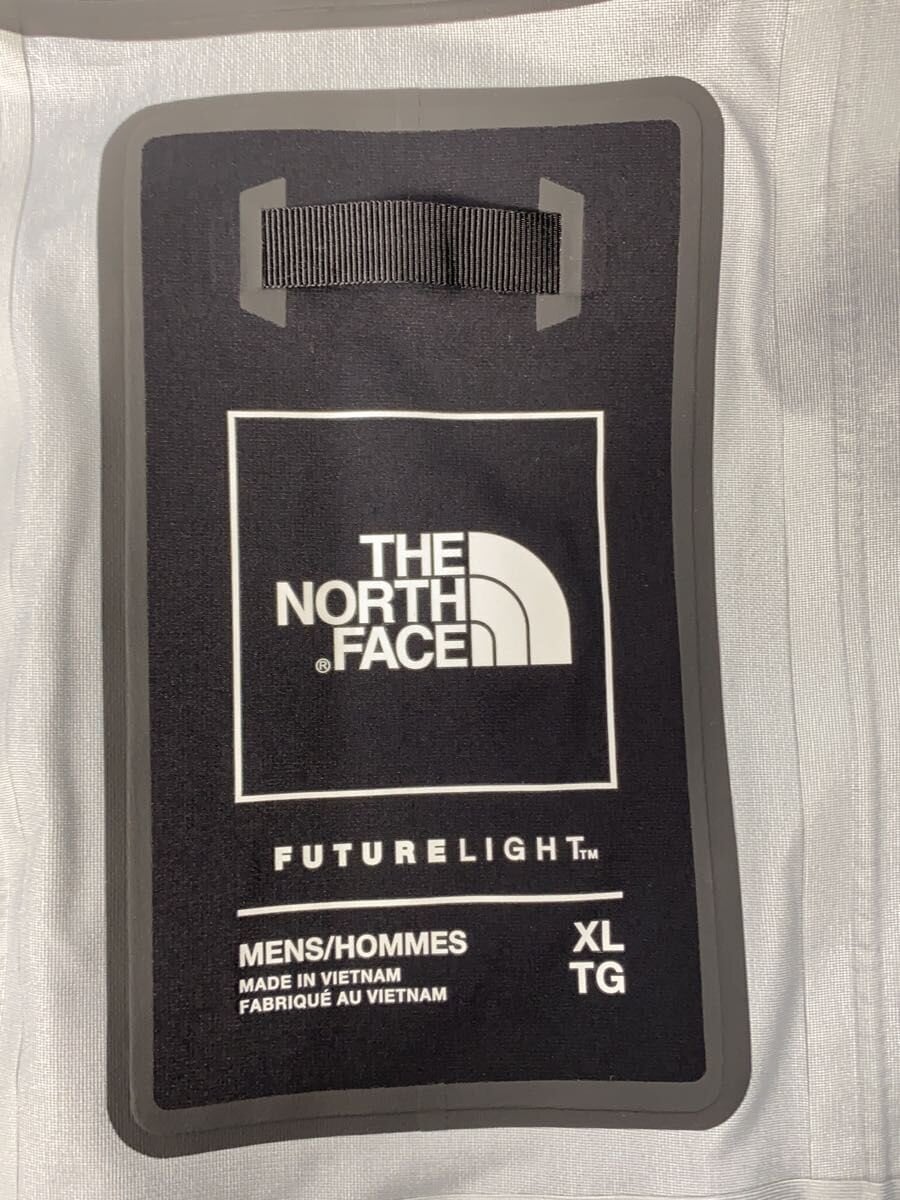 THE
NORTH
®FACE
FUTURELIGHT™
MENS/HOMMES XL
MADE IN VIETNAM TG
FABRIQUÉ AU VIETNAM